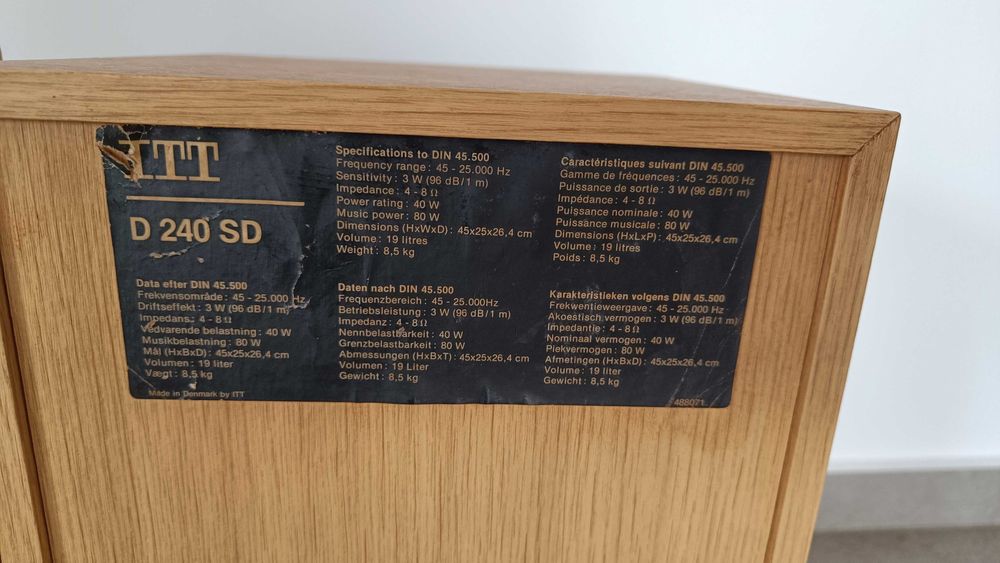 ITT
D 240 SD
Specifications to DIN 45.500
Frequency range: 45 - 25.000 Hz
Sensitivity: 3 W (96 dB/1 m)
Impedance: 4 - 8 Ω
Power rating: 40 W
Music power: 80 W
Dimensions (HxWxD): 45x25x26,4 cm
Volume: 19 litres
Weight: 8,5 kg
Caractéristiques suivant DIN 45.500
Gamme de fréquences: 45 - 25.000 Hz
Puissance de sortie: 3 W (96 dB/1 m)
Impédance: 4 - 8 Ω
Puissance nominale: 40 W
Puissance musicale: 80 W
Dimensions (HxLxP): 45x25x26,4 cm
Volume: 19 litres
Poids: 8,5 kg
Data efter DIN 45.500
Frekvensområde: 45 - 25.000 Hz
Driftseffekt: 3 W (96 dB/1 m)
Impedans: 4 - 8 Ω
Vedvarende belastning: 40 W
Musikbelastning: 80 W
Mål (HxBxD): 45x25x26,4 cm
Volumen: 19 liter
Vægt: 8,5 kg
Made in Denmark by ITT
Daten nach DIN 45.500
Frequenzbereich: 45 - 25.000Hz
Betriebsleistung: 3 W (96 dB/1 m)
Impedanz: 4 - 8 Ω
Nennbelastbarkeit: 40 W
Grenzbelastbarkeit: 80 W
Abmessungen (HxBxT): 45x25x26,4 cm
Volumen: 19 Liter
Gewicht: 8,5 kg
Karakteristieken volgens DIN 45.500
Frekwentieweergave: 45 - 25.000 Hz
Akoestisch vermogen: 3 W (96 dB/1 m)
Impedantie: 4 - 8 Ω
Nominaal vermogen: 40 W
Piekvermogen: 80 W
Afmetingen (HxBxD): 45x25x26,4 cm
Volume: 19 liter
Gewicht: 8,5 kg
488071